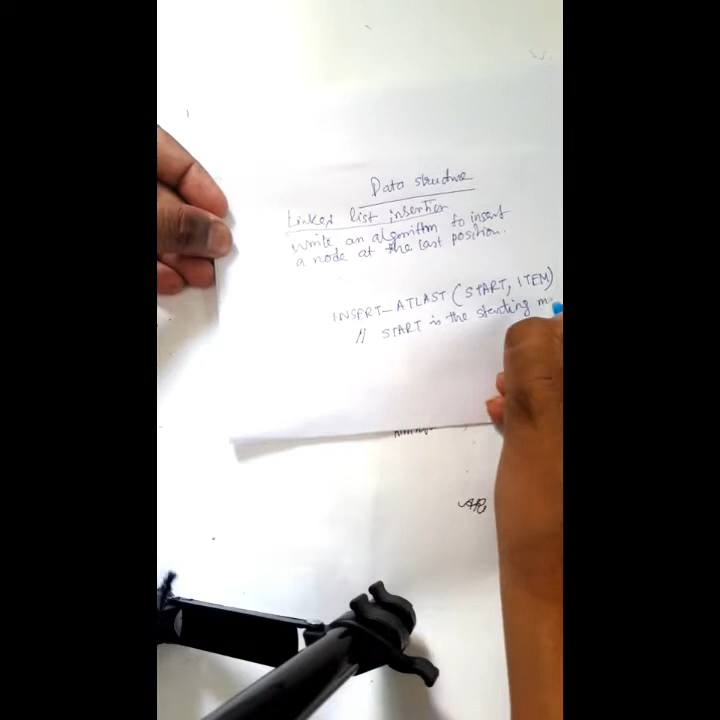 Data structure
Linked list insertion
write an algorithm to insert
a node at the last position.
INSERT_ATLAST (START, ITEM)
// START is the starting